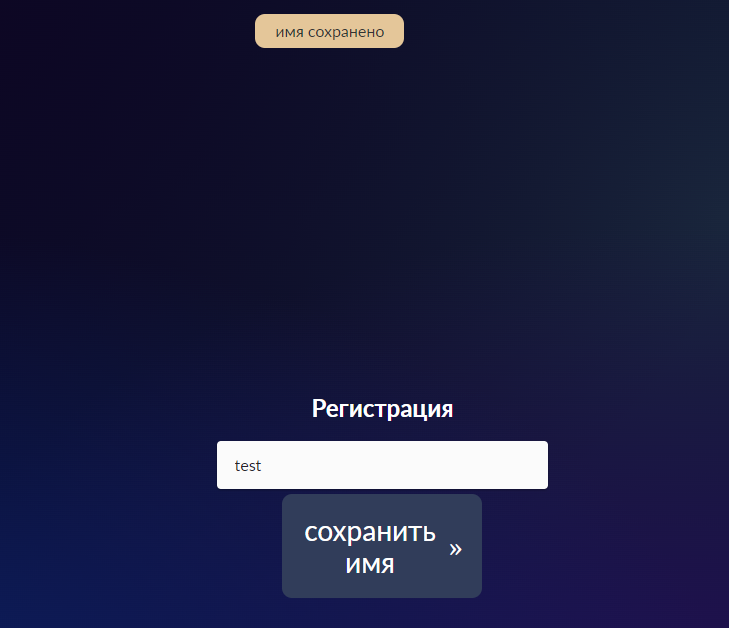 имя сохранено
Регистрация
test
сохранить
имя
»